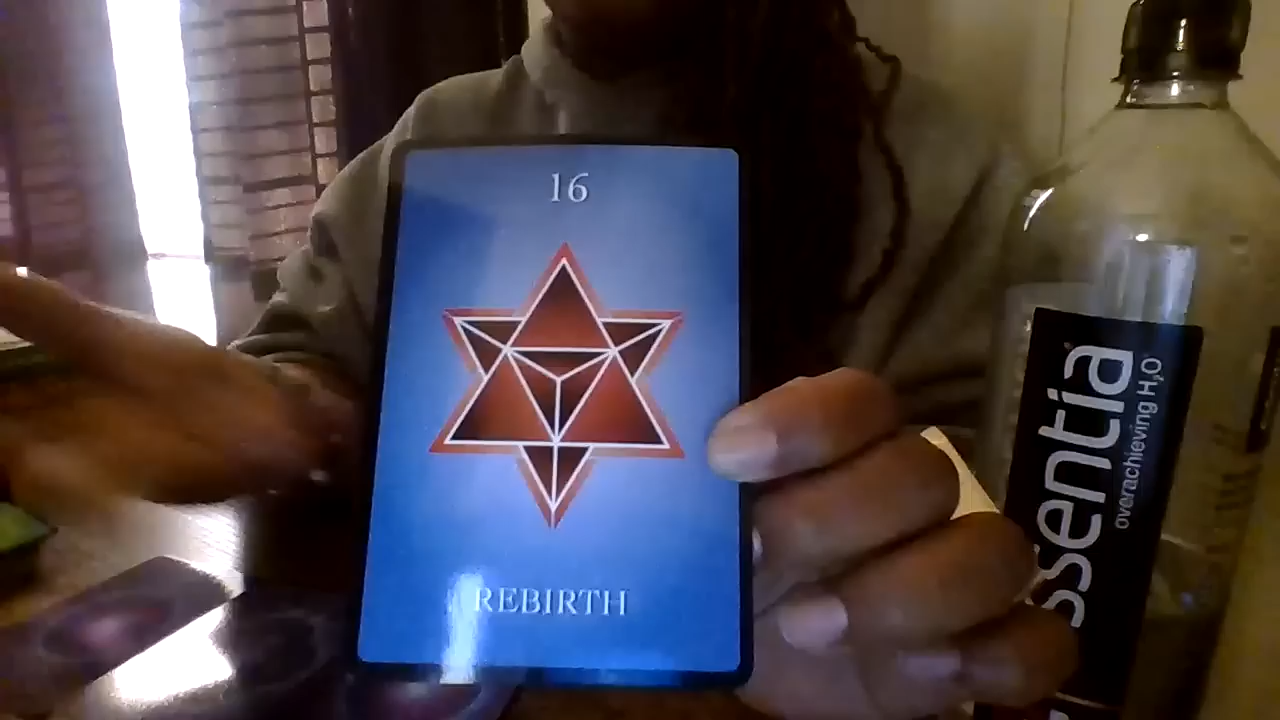 16
REBIRTH
ssentia
overachieving H₂O